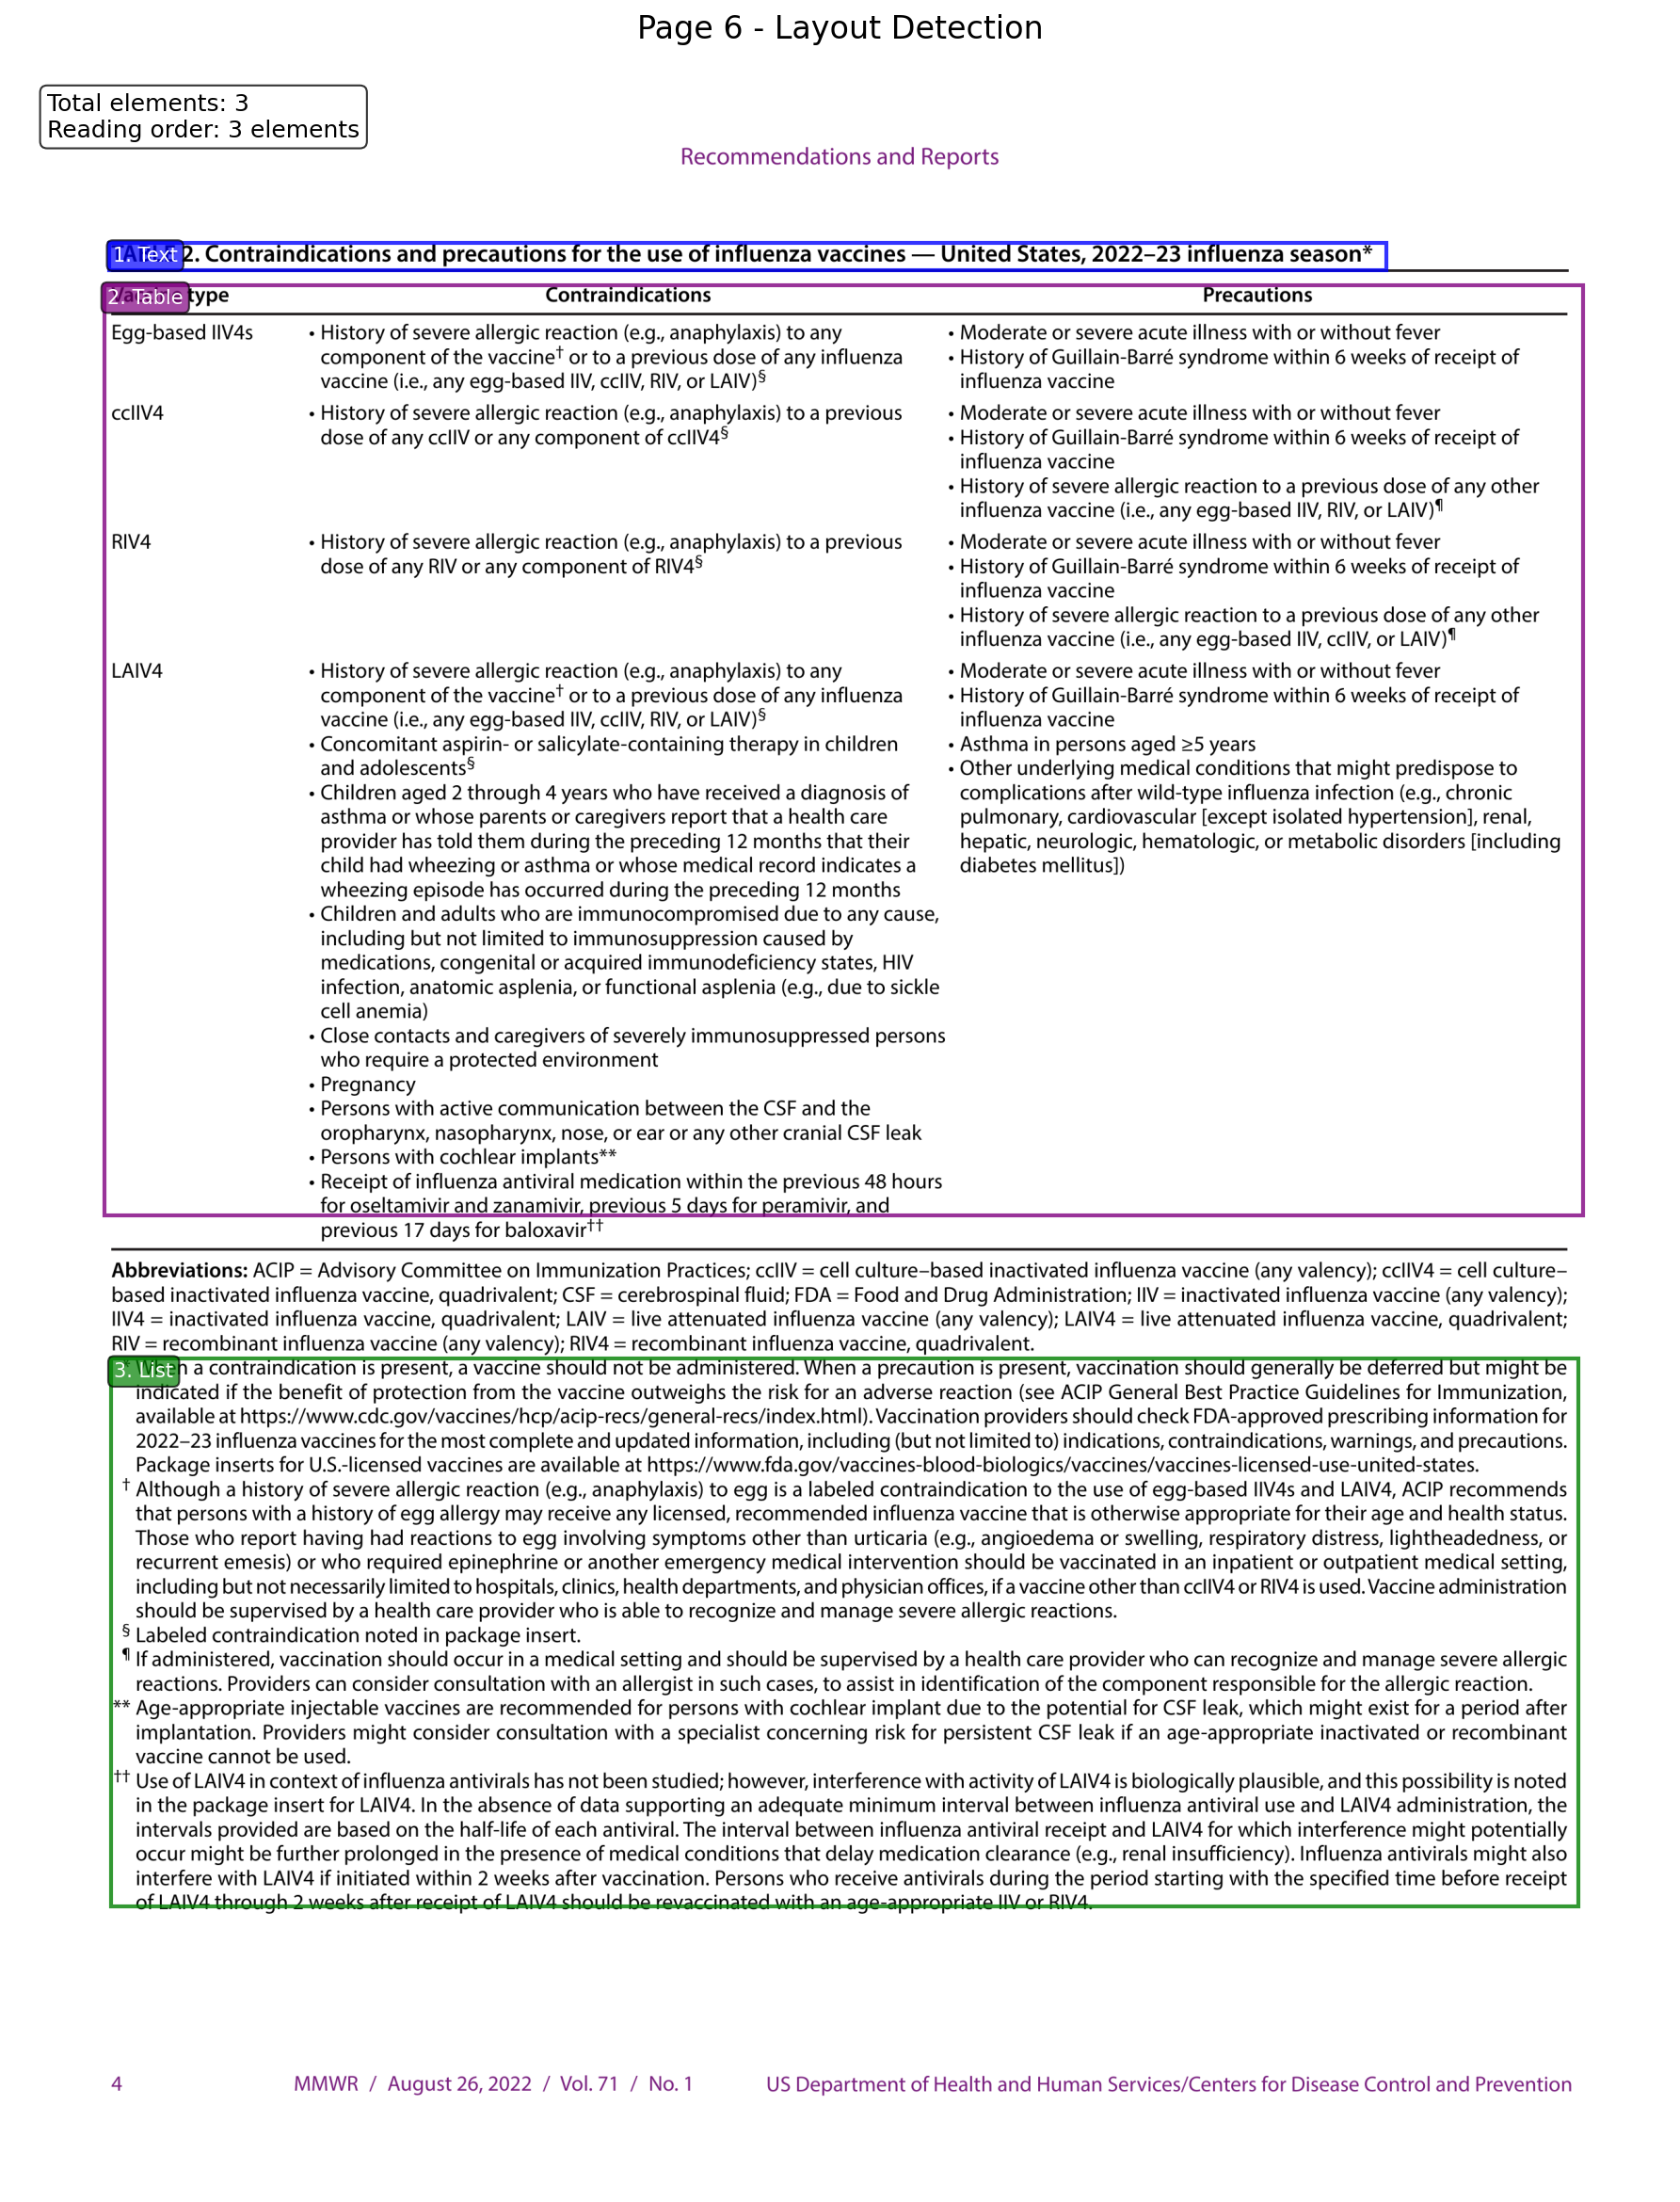 Page 6 - Layout Detection
Total elements: 3
Reading order: 3 elements
Recommendations and Reports
1. Text
2. Contraindications and precautions for the use of influenza vaccines — United States, 2022–23 influenza season*
2. Table
type Contraindications Precautions
Egg-based IIV4s
• History of severe allergic reaction (e.g., anaphylaxis) to any
component of the vaccine† or to a previous dose of any influenza
vaccine (i.e., any egg-based IIV, ccIIV, RIV, or LAIV)§
• Moderate or severe acute illness with or without fever
• History of Guillain-Barré syndrome within 6 weeks of receipt of
influenza vaccine
ccIIV4
• History of severe allergic reaction (e.g., anaphylaxis) to a previous
dose of any ccIIV or any component of ccIIV4§
• Moderate or severe acute illness with or without fever
• History of Guillain-Barré syndrome within 6 weeks of receipt of
influenza vaccine
• History of severe allergic reaction to a previous dose of any other
influenza vaccine (i.e., any egg-based IIV, RIV, or LAIV)¶
RIV4
• History of severe allergic reaction (e.g., anaphylaxis) to a previous
dose of any RIV or any component of RIV4§
• Moderate or severe acute illness with or without fever
• History of Guillain-Barré syndrome within 6 weeks of receipt of
influenza vaccine
• History of severe allergic reaction to a previous dose of any other
influenza vaccine (i.e., any egg-based IIV, ccIIV, or LAIV)¶
LAIV4
• History of severe allergic reaction (e.g., anaphylaxis) to any
component of the vaccine† or to a previous dose of any influenza
vaccine (i.e., any egg-based IIV, ccIIV, RIV, or LAIV)§
• Concomitant aspirin- or salicylate-containing therapy in children
and adolescents§
• Children aged 2 through 4 years who have received a diagnosis of
asthma or whose parents or caregivers report that a health care
provider has told them during the preceding 12 months that their
child had wheezing or asthma or whose medical record indicates a
wheezing episode has occurred during the preceding 12 months
• Children and adults who are immunocompromised due to any cause,
including but not limited to immunosuppression caused by
medications, congenital or acquired immunodeficiency states, HIV
infection, anatomic asplenia, or functional asplenia (e.g., due to sickle
cell anemia)
• Close contacts and caregivers of severely immunosuppressed persons
who require a protected environment
• Pregnancy
• Persons with active communication between the CSF and the
oropharynx, nasopharynx, nose, or ear or any other cranial CSF leak
• Persons with cochlear implants**
• Receipt of influenza antiviral medication within the previous 48 hours
for oseltamivir and zanamivir, previous 5 days for peramivir, and
previous 17 days for baloxavir††
• Moderate or severe acute illness with or without fever
• History of Guillain-Barré syndrome within 6 weeks of receipt of
influenza vaccine
• Asthma in persons aged ≥5 years
• Other underlying medical conditions that might predispose to
complications after wild-type influenza infection (e.g., chronic
pulmonary, cardiovascular [except isolated hypertension], renal,
hepatic, neurologic, hematologic, or metabolic disorders [including
diabetes mellitus])
Abbreviations: ACIP = Advisory Committee on Immunization Practices; ccIIV = cell culture–based inactivated influenza vaccine (any valency); ccIIV4 = cell culture–
based inactivated influenza vaccine, quadrivalent; CSF = cerebrospinal fluid; FDA = Food and Drug Administration; IIV = inactivated influenza vaccine (any valency);
IIV4 = inactivated influenza vaccine, quadrivalent; LAIV = live attenuated influenza vaccine (any valency); LAIV4 = live attenuated influenza vaccine, quadrivalent;
RIV = recombinant influenza vaccine (any valency); RIV4 = recombinant influenza vaccine, quadrivalent.
3. List
a contraindication is present, a vaccine should not be administered. When a precaution is present, vaccination should generally be deferred but might be
indicated if the benefit of protection from the vaccine outweighs the risk for an adverse reaction (see ACIP General Best Practice Guidelines for Immunization,
available at https://www.cdc.gov/vaccines/hcp/acip-recs/general-recs/index.html). Vaccination providers should check FDA-approved prescribing information for
2022–23 influenza vaccines for the most complete and updated information, including (but not limited to) indications, contraindications, warnings, and precautions.
Package inserts for U.S.-licensed vaccines are available at https://www.fda.gov/vaccines-blood-biologics/vaccines/vaccines-licensed-use-united-states.
† Although a history of severe allergic reaction (e.g., anaphylaxis) to egg is a labeled contraindication to the use of egg-based IIV4s and LAIV4, ACIP recommends
that persons with a history of egg allergy may receive any licensed, recommended influenza vaccine that is otherwise appropriate for their age and health status.
Those who report having had reactions to egg involving symptoms other than urticaria (e.g., angioedema or swelling, respiratory distress, lightheadedness, or
recurrent emesis) or who required epinephrine or another emergency medical intervention should be vaccinated in an inpatient or outpatient medical setting,
including but not necessarily limited to hospitals, clinics, health departments, and physician offices, if a vaccine other than ccIIV4 or RIV4 is used. Vaccine administration
should be supervised by a health care provider who is able to recognize and manage severe allergic reactions.
§ Labeled contraindication noted in package insert.
¶ If administered, vaccination should occur in a medical setting and should be supervised by a health care provider who can recognize and manage severe allergic
reactions. Providers can consider consultation with an allergist in such cases, to assist in identification of the component responsible for the allergic reaction.
** Age-appropriate injectable vaccines are recommended for persons with cochlear implant due to the potential for CSF leak, which might exist for a period after
implantation. Providers might consider consultation with a specialist concerning risk for persistent CSF leak if an age-appropriate inactivated or recombinant
vaccine cannot be used.
†† Use of LAIV4 in context of influenza antivirals has not been studied; however, interference with activity of LAIV4 is biologically plausible, and this possibility is noted
in the package insert for LAIV4. In the absence of data supporting an adequate minimum interval between influenza antiviral use and LAIV4 administration, the
intervals provided are based on the half-life of each antiviral. The interval between influenza antiviral receipt and LAIV4 for which interference might potentially
occur might be further prolonged in the presence of medical conditions that delay medication clearance (e.g., renal insufficiency). Influenza antivirals might also
interfere with LAIV4 if initiated within 2 weeks after vaccination. Persons who receive antivirals during the period starting with the specified time before receipt
of LAIV4 through 2 weeks after receipt of LAIV4 should be revaccinated with an age-appropriate IIV or RIV4.
4 MMWR / August 26, 2022 / Vol. 71 / No. 1 US Department of Health and Human Services/Centers for Disease Control and Prevention